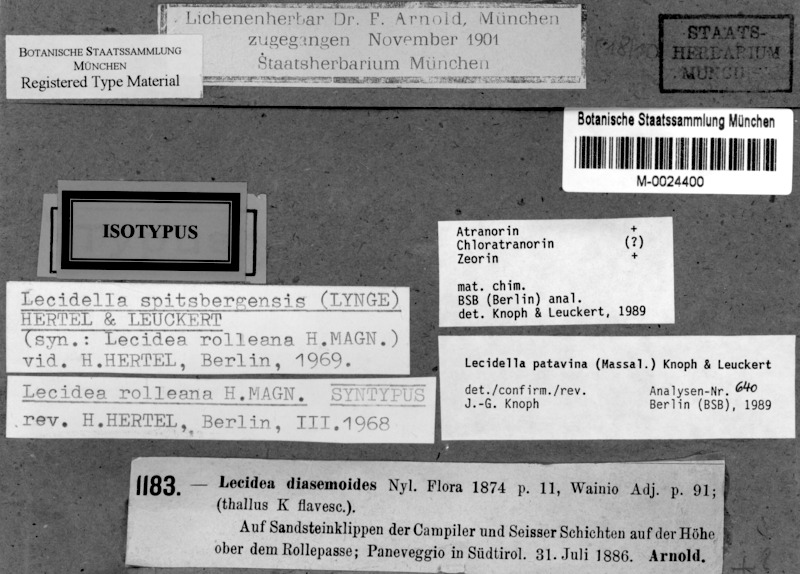 Lichenenherbar Dr. F. Arnold, München
zugegangen November 1901
Staatsherbarium München
BOTANISCHE STAATSSAMMLUNG
MÜNCHEN
Registered Type Material
STAATS-
HERBARIUM
Botanische Staatssammlung München
M-0024400
ISOTYPUS
Atranorin +
Chloratranorin (?)
Zeorin +
mat. chim.
BSB (Berlin) anal.
det. Knoph & Leuckert, 1989
Lecidella spitsbergensis (LYNGE)
HERTEL & LEUCKERT
(syn.: Lecidea rolleana H.MAGN.)
vid. H.HERTEL, Berlin, 1969.
Lecidella patavina (Massal.) Knoph & Leuckert
det./confirm./rev. Analysen-Nr. 640
J.-G. Knoph Berlin (BSB), 1989
Lecidea rolleana H.MAGN. SYNTYPUS
rev. H.HERTEL, Berlin, III.1968
1183. — Lecidea diasemoides Nyl. Flora 1874 p. 11, Wainio Adj. p. 91;
(thallus K flavesc.).
Auf Sandsteinklippen der Campiler und Seisser Schichten auf der Höhe
ober dem Rollepasse; Paneveggio in Südtirol. 31. Juli 1886. Arnold.